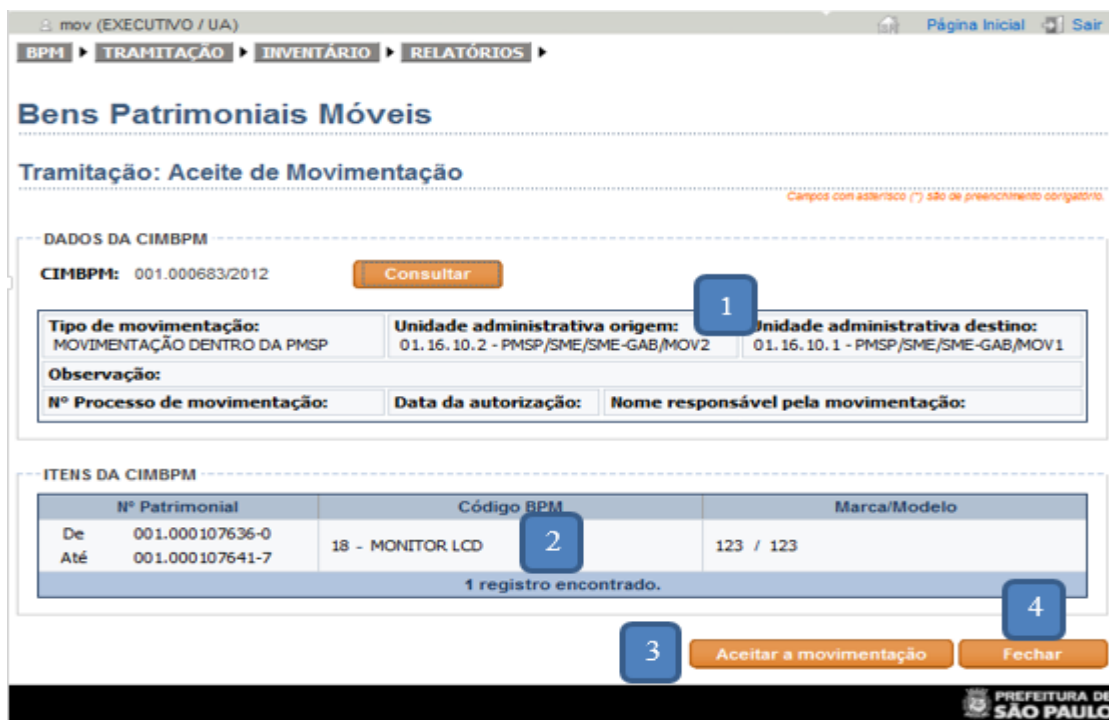 mov (EXECUTIVO / UA) Página Inicial Sair
BPM TRAMITAÇÃO INVENTÁRIO RELATÓRIOS
Bens Patrimoniais Móveis
Tramitação: Aceite de Movimentação
Campos com asterisco (*) são de preenchimento obrigatório.
DADOS DA CIMBPM
CIMBPM: 001.000683/2012 Consultar
1
Tipo de movimentação: Unidade administrativa origem: Unidade administrativa destino:
MOVIMENTAÇÃO DENTRO DA PMSP 01.16.10.2 - PMSP/SME/SME-GAB/MOV2 01.16.10.1 - PMSP/SME/SME-GAB/MOV1
Observação:
Nº Processo de movimentação: Data da autorização: Nome responsável pela movimentação:
ITENS DA CIMBPM
Nº Patrimonial Código BPM Marca/Modelo
De 001.000107636-0
18 - MONITOR LCD 2 123 / 123
Até 001.000107641-7
1 registro encontrado.
4
3 Aceitar a movimentação Fechar
PREFEITURA DE
SÃO PAULO